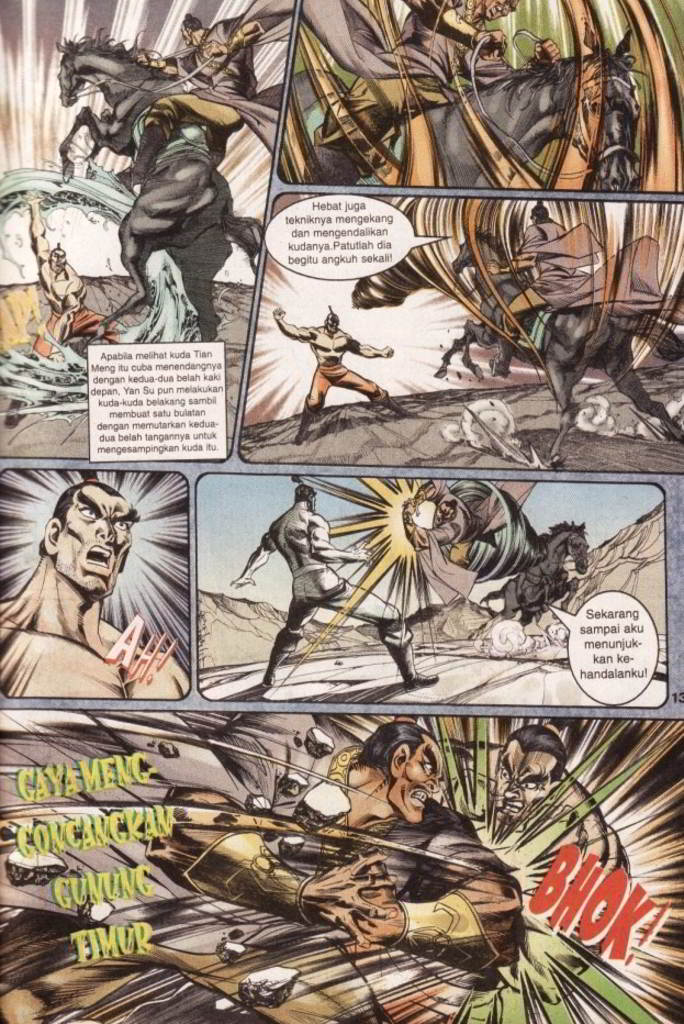 Hebat juga
tekniknya mengekang
dan mengendalikan
kudanya.Patutlah dia
begitu angkuh sekali!
Apabila melihat kuda Tian
Meng itu cuba menendangnya
dengan kedua-dua belah kaki
depan, Yan Su pun melakukan
kuda-kuda belakang sambil
membuat satu bulatan
dengan memutarkan kedua-
dua belah tangannya untuk
mengesampingkan kuda itu.
AHH!
Sekarang
sampai aku
menunjuk-
kan ke-
handalanku!
13
GAYA MENG-
GONCANGKAN
GUNUNG
TIMUR
BHOK!